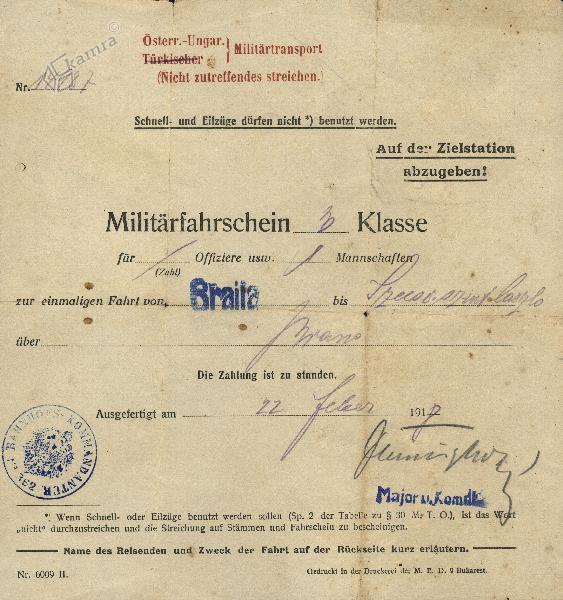 kamra
Österr.-Ungar. } Militärtransport
Türkischer
(Nicht zutreffendes streichen.)
Nr.
Schnell- und Eilzüge dürfen nicht *) benutzt werden.
Auf der Zielstation
abzugeben!
Militärfahrschein 3 Klasse
für / Offiziere usw. 1 Mannschaften
(Zahl)
zur einmaligen Fahrt von Braila bis
über
Die Zahlung ist zu stunden.
Ausgefertigt am 22 Feber 1917
BAHNHOFS-KOMMANDANTUR
Major u. Komdt.
*) Wenn Schnell- oder Eilzüge benutzt werden sollen (Sp. 2 der Tabelle zu § 30 M. T. O.), ist das Wort
„nicht" durchzustreichen und die Streichung auf Stämmen und Fahrschein zu bescheinigen.
Name des Reisenden und Zweck der Fahrt auf der Rückseite kurz erläutern.
Nr. 6009 II.
Gedruckt in der Druckerei der M. E. D. 9 Bukarest.